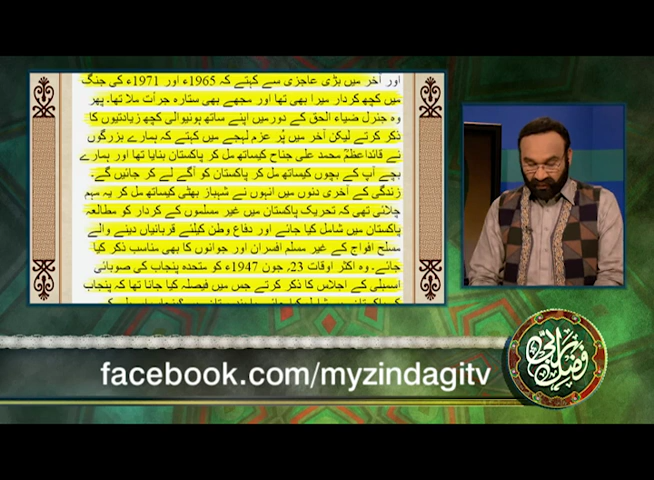 اور آخر میں بڑی عاجزی سے کہتے کہ 1965ء اور 1971ء کی جنگ
میں کچھ کردار میرا بھی تھا اور مجھے بھی ستارہ جرأت ملا تھا۔ پھر
وہ جنرل ضیاء الحق کے دورمیں اپنے ساتھ ہونیوالی کچھ زیادتیوں کا
ذکر کرتے لیکن آخر میں پُر عزم لہجے میں کہتے کہ ہمارے بزرگوں
نے قائداعظمؒ محمد علی جناح کیساتھ مل کر پاکستان بنایا تھا اور ہمارے
بچے آپ کے بچوں کیساتھ مل کر پاکستان کو آگے لے کر جائیں گے۔
زندگی کے آخری دنوں میں انہوں نے شہباز بھٹی کیساتھ مل کر یہ مہم
چلائی تھی کہ تحریک پاکستان میں غیر مسلموں کے کردار کو مطالعہ
پاکستان میں شامل کیا جائے اور دفاع وطن کیلئے قربانیاں دینے والے
مسلح افواج کے غیر مسلم افسران اور جوانوں کا بھی مناسب ذکر کیا
جائے۔ وہ اکثر اوقات 23؍ جون 1947ء کو متحدہ پنجاب کی صوبائی
اسمبلی کے اجلاس کا ذکر کرتے جس میں فیصلہ کیا جانا تھا کہ پنجاب
facebook.com/myzindagitv
فضل ربی